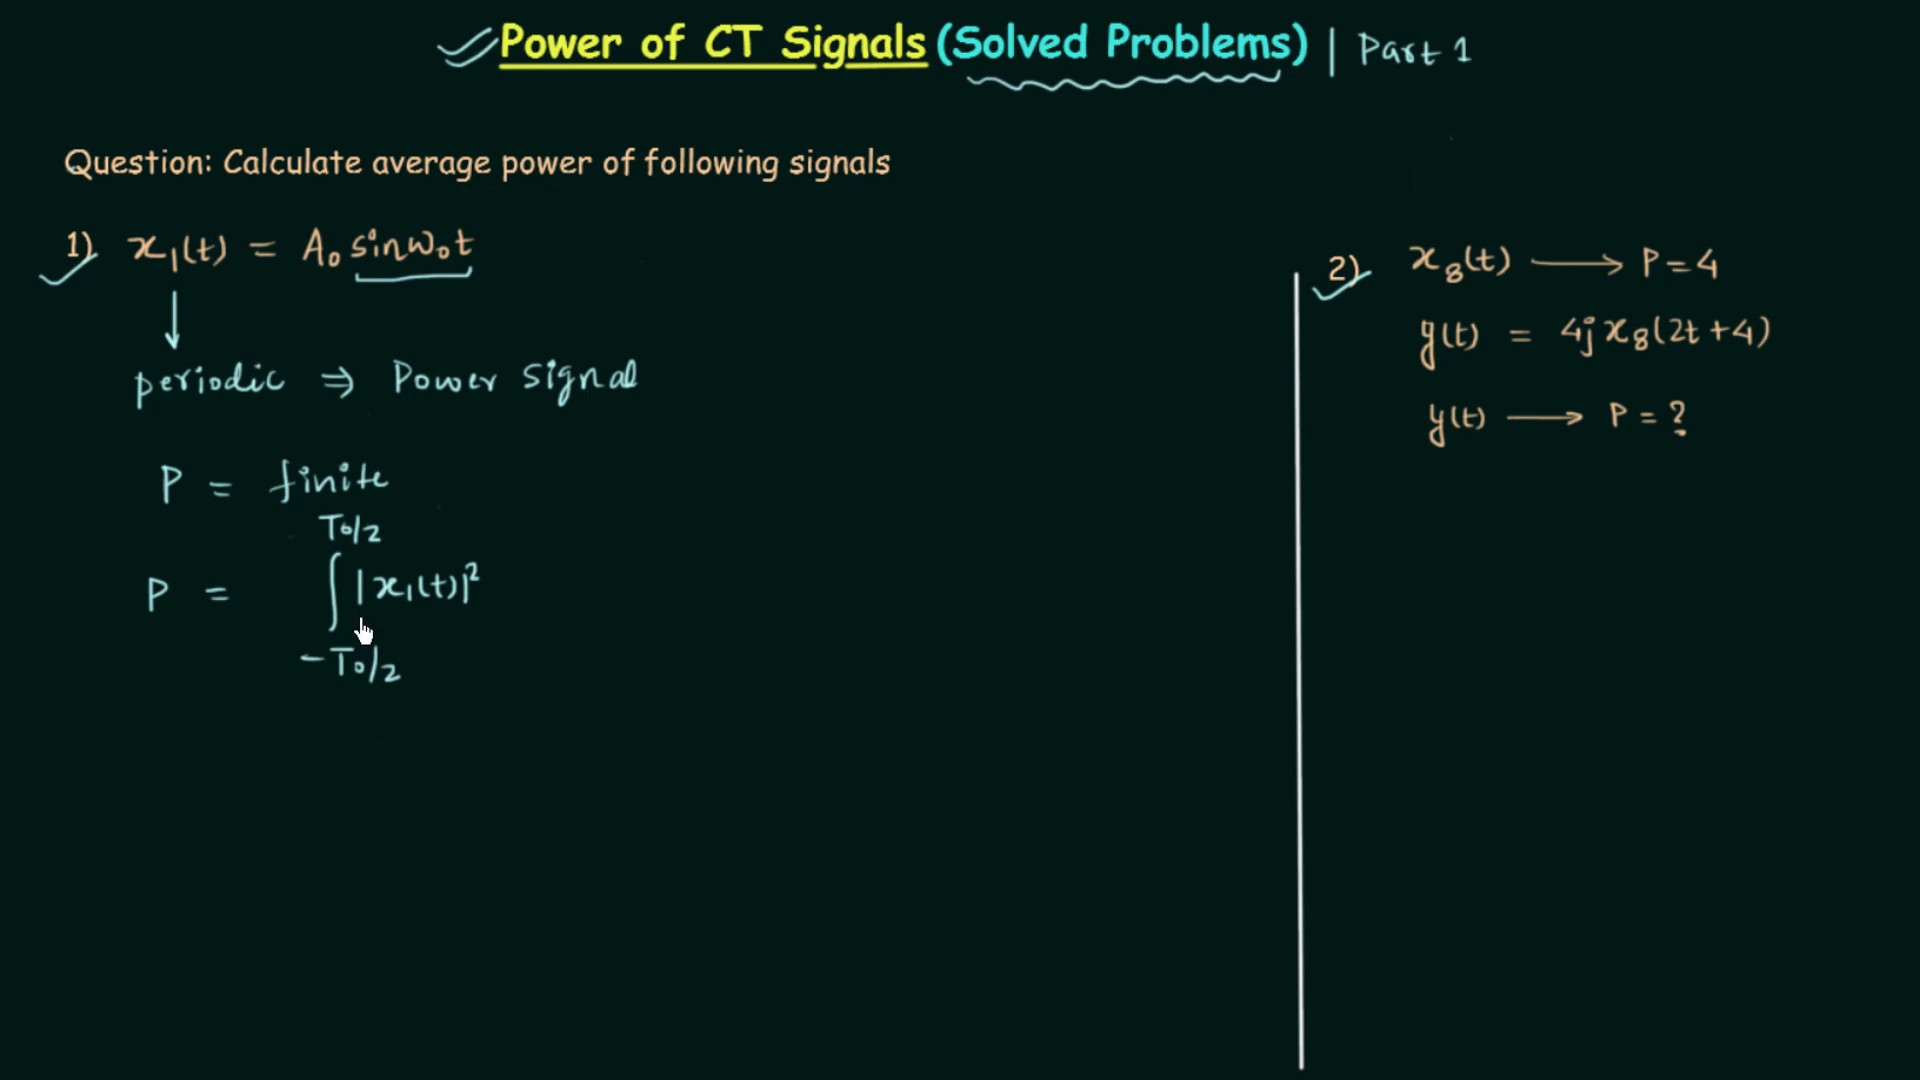 Power of CT Signals (Solved Problems) | Part 1
Question: Calculate average power of following signals
1) x₁(t) = A₀ sinω₀t
periodic ⇒ Power signal
P = finite
T₀/2
P = ∫ |x₁(t)|²
-T₀/2
2) x₈(t) ⟶ P = 4
y(t) = 4j x₈(2t + 4)
y(t) ⟶ P = ?